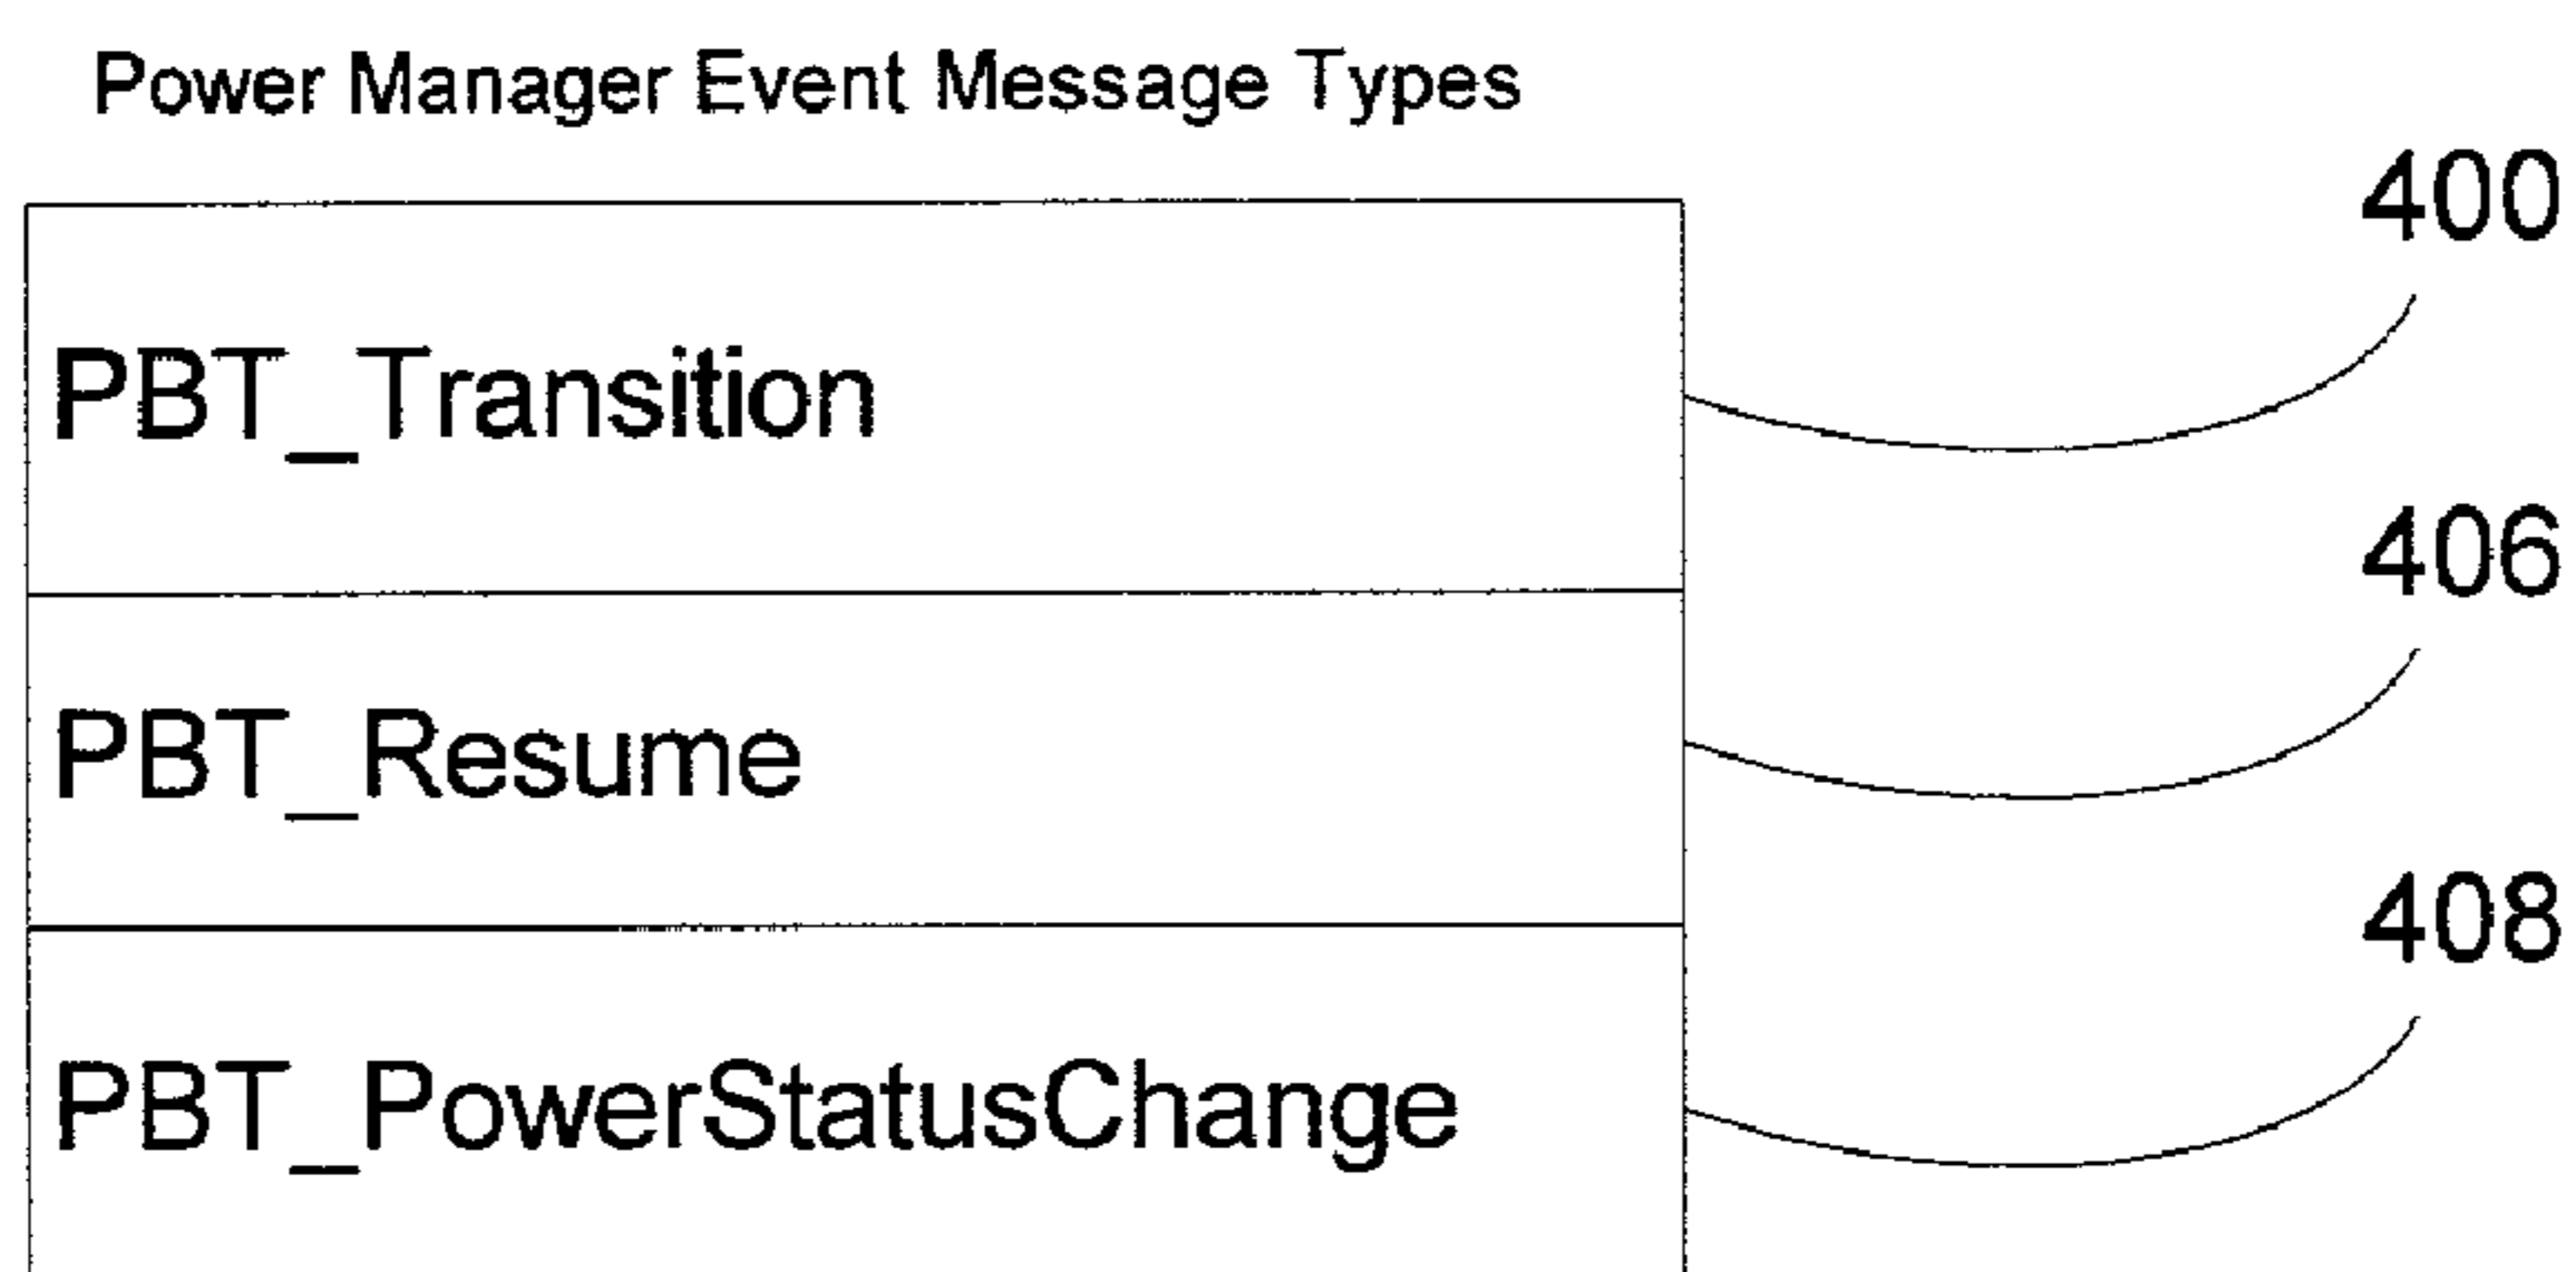 Power Manager Event Message Types
400
PBT_Transition
406
PBT_Resume
408
PBT_PowerStatusChange